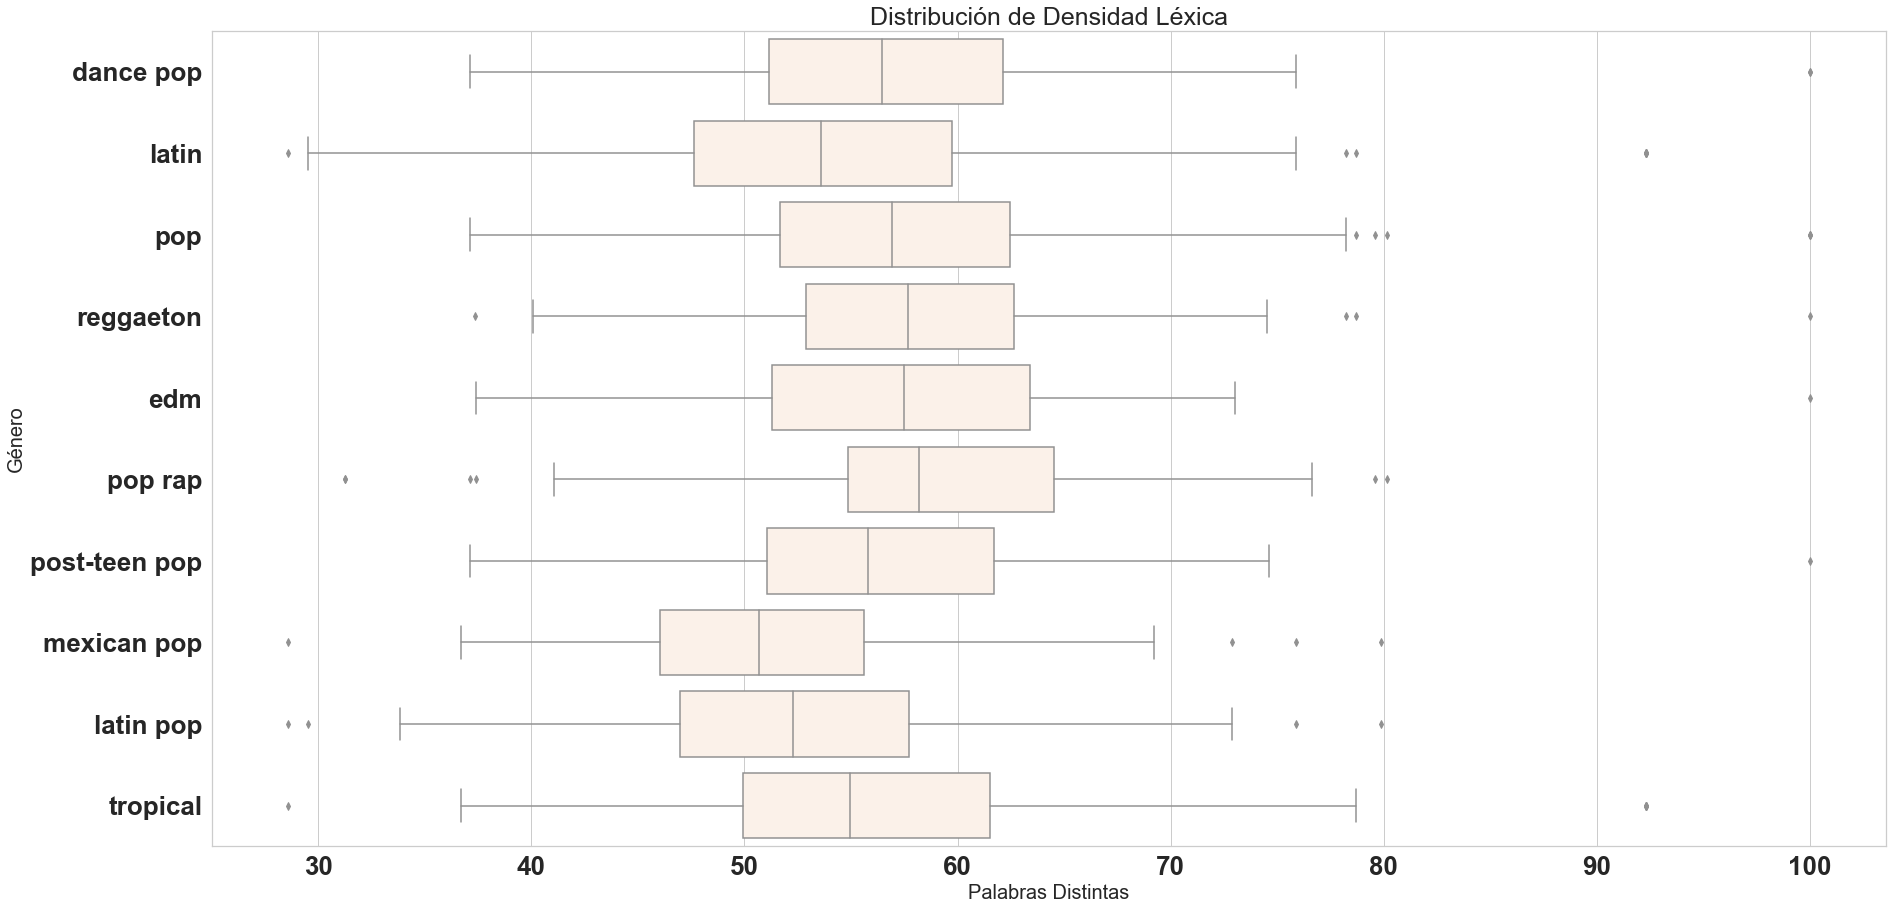 Distribución de Densidad Léxica
Género
dance pop
latin
pop
reggaeton
edm
pop rap
post-teen pop
mexican pop
latin pop
tropical
30 40 50 60 70 80 90 100
Palabras Distintas